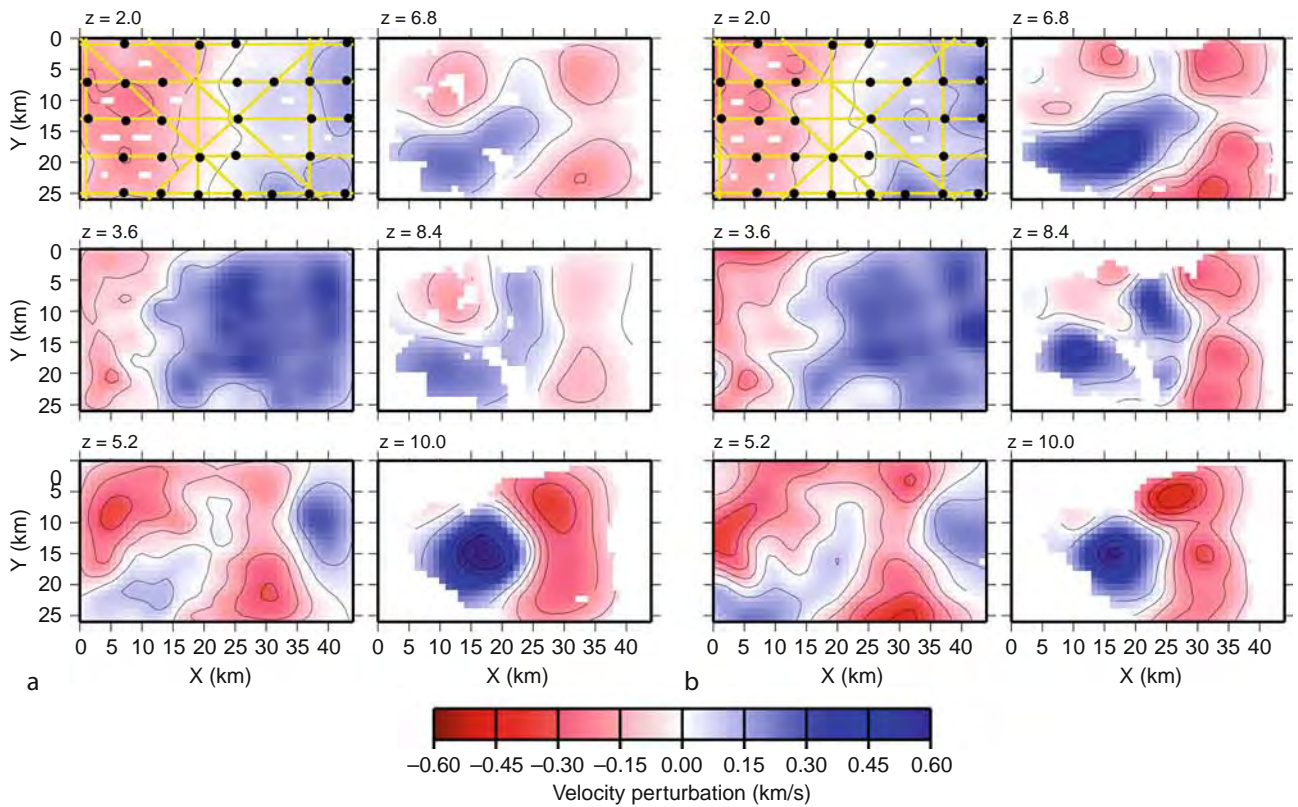 z = 2.0 6.8 z = 2.0 6.8
0 5 10 15 20 25 Y (km)
z = 3.6 8.4 z = 3.6 8.4
0 5 10 15 20 25 Y (km)
z = 5.2 10.0 z = 5.2 10.0
0 5 10 15 20 25 Y (km)
0 5 10 15 20 25 30 35 40 0 5 10 15 20 25 30 35 40 0 5 10 15 20 25 30 35 40 0 5 10 15 20 25 30 35 40
X (km) X (km) X (km) X (km)
a b
−0.60 −0.45 −0.30 −0.15 0.00 0.15 0.30 0.45 0.60
Velocity perturbation (km/s)